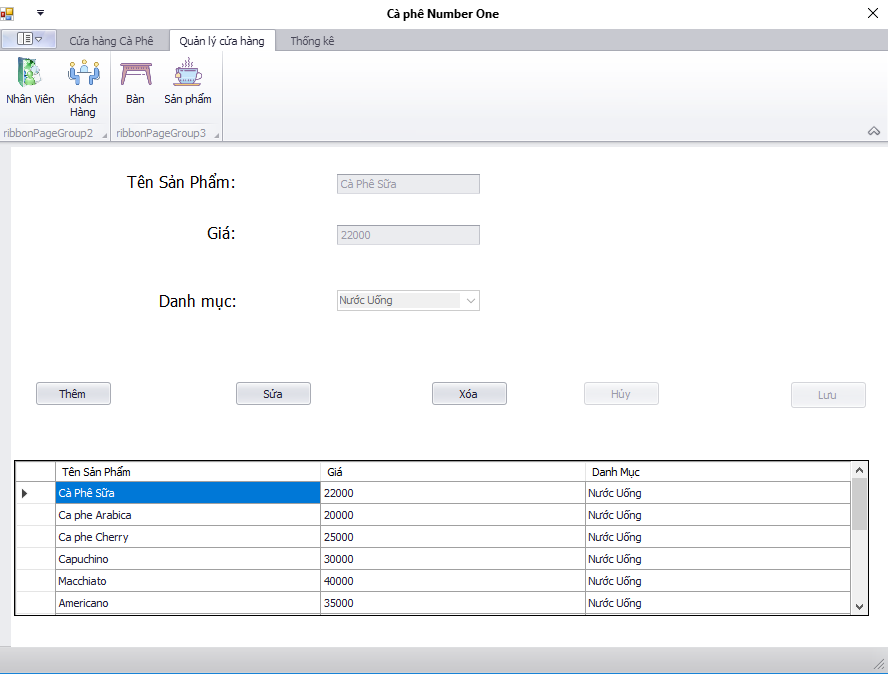 Cà phê Number One
Cửa hàng Cà Phê Quản lý cửa hàng Thống kê
Nhân Viên Khách Hàng Bàn Sản phẩm
ribbonPageGroup2 ribbonPageGroup3
Tên Sản Phẩm: Cà Phê Sữa
Giá: 22000
Danh mục: Nước Uống
Thêm Sửa Xóa Hủy Lưu
Tên Sản Phẩm Giá Danh Mục
Cà Phê Sữa 22000 Nước Uống
Ca phe Arabica 20000 Nước Uống
Ca phe Cherry 25000 Nước Uống
Capuchino 30000 Nước Uống
Macchiato 40000 Nước Uống
Americano 35000 Nước Uống